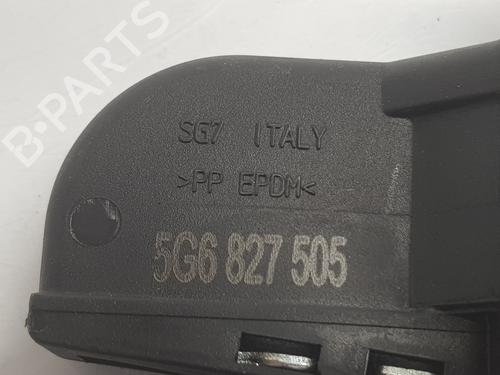 B-PARTS
SG7 ITALY
>PP EPDM<
5G6 827 505